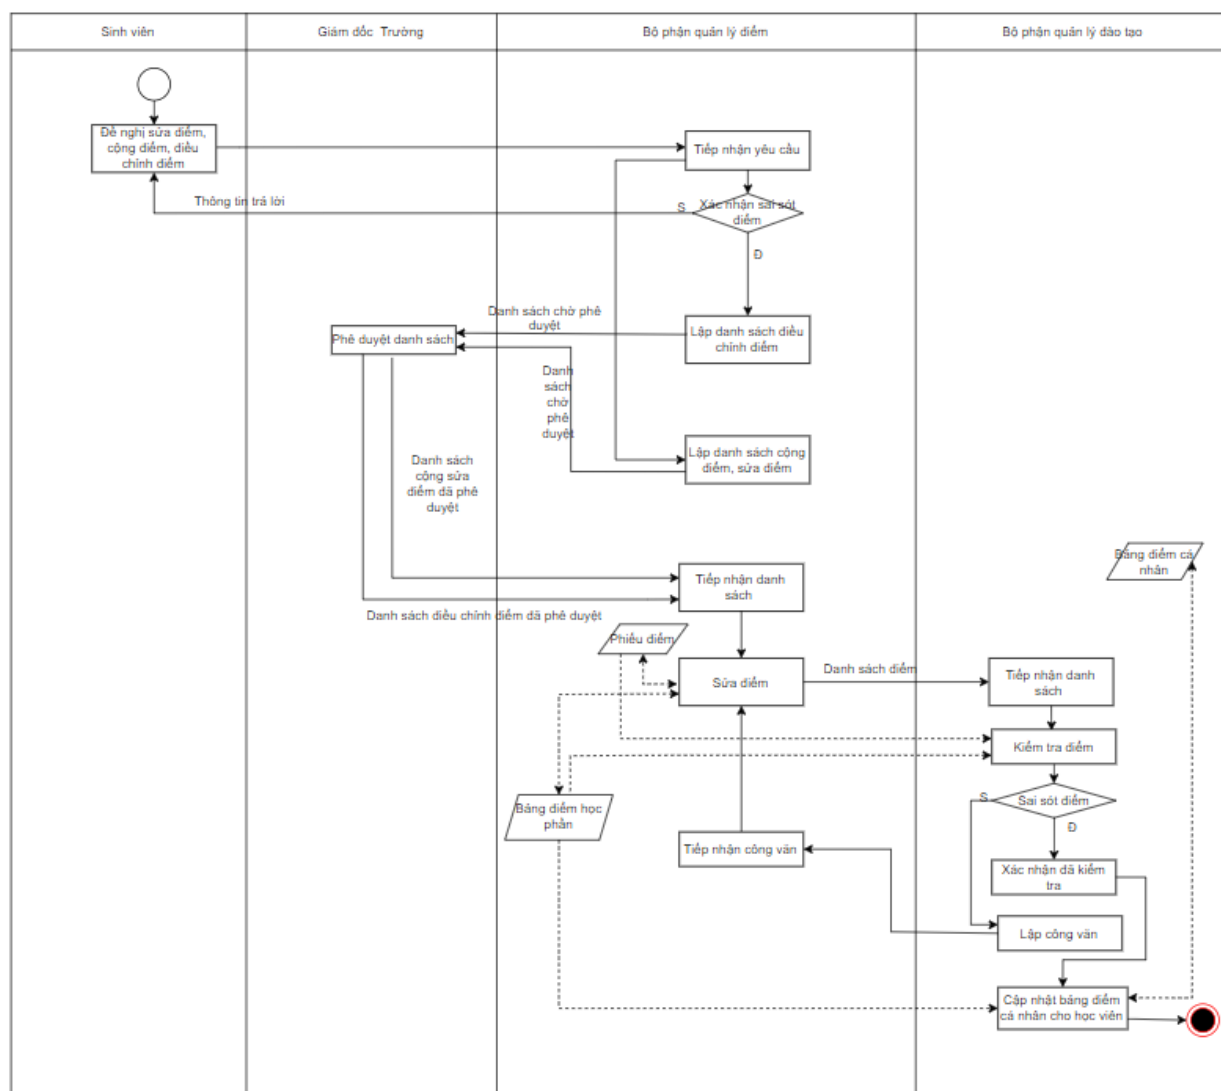 Sinh viên
Giám đốc Trường
Bộ phận quản lý điểm
Bộ phận quản lý đào tạo
Đề nghị sửa điểm,
cộng điểm, điều
chỉnh điểm
Tiếp nhận yêu cầu
Thông tin trả lời
S
Xác nhận sai sót
điểm
Đ
Danh sách chờ phê
duyệt
Phê duyệt danh sách
Lập danh sách điều
chỉnh điểm
Danh
sách
chờ
phê
duyệt
Lập danh sách cộng
điểm, sửa điểm
Danh sách
cộng sửa
điểm đã phê
duyệt
Bảng điểm cá
nhân
Tiếp nhận danh
sách
Danh sách điều chỉnh điểm đã phê duyệt
Phiếu điểm
Sửa điểm
Danh sách điểm
Tiếp nhận danh
sách
Kiểm tra điểm
S
Sai sót điểm
Đ
Bảng điểm học
phần
Tiếp nhận công văn
Xác nhận đã kiểm
tra
Lập công văn
Cập nhật bảng điểm
cá nhân cho học viên